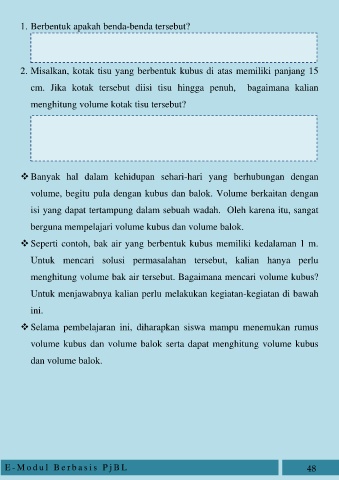 1. Berbentuk apakah benda-benda tersebut?
2. Misalkan, kotak tisu yang berbentuk kubus di atas memiliki panjang 15
cm. Jika kotak tersebut diisi tisu hingga penuh, bagaimana kalian
menghitung volume kotak tisu tersebut?
❖ Banyak hal dalam kehidupan sehari-hari yang berhubungan dengan
volume, begitu pula dengan kubus dan balok. Volume berkaitan dengan
isi yang dapat tertampung dalam sebuah wadah. Oleh karena itu, sangat
berguna mempelajari volume kubus dan volume balok.
❖ Seperti contoh, bak air yang berbentuk kubus memiliki kedalaman 1 m.
Untuk mencari solusi permasalahan tersebut, kalian hanya perlu
menghitung volume bak air tersebut. Bagaimana mencari volume kubus?
Untuk menjawabnya kalian perlu melakukan kegiatan-kegiatan di bawah
ini.
❖ Selama pembelajaran ini, diharapkan siswa mampu menemukan rumus
volume kubus dan volume balok serta dapat menghitung volume kubus
dan volume balok.
E-Modul Berbasis PjBL 48